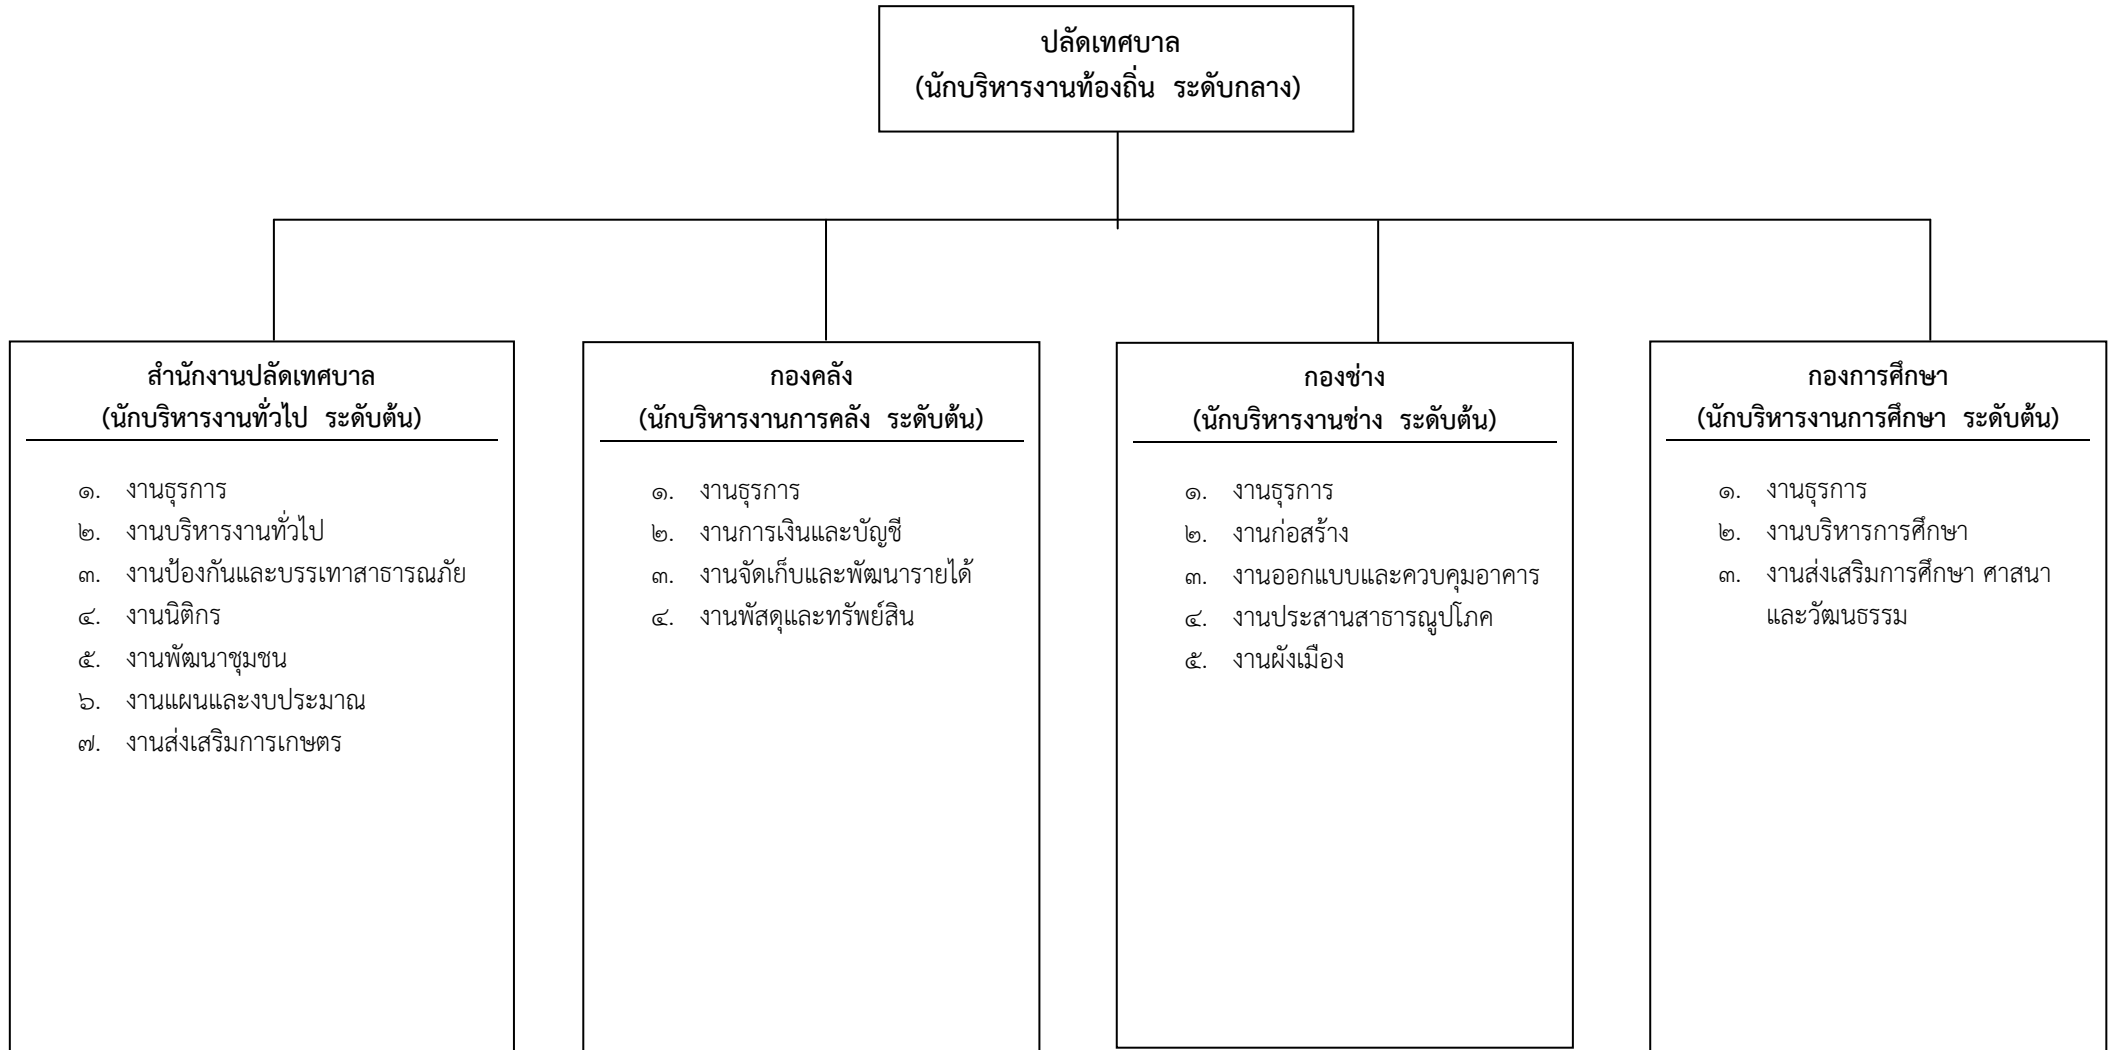 ปลัดเทศบาล
(นักบริหารงานท้องถิ่น ระดับกลาง)
สำนักงานปลัดเทศบาล
(นักบริหารงานทั่วไป ระดับต้น)
๑. งานธุรการ
๒. งานบริหารงานทั่วไป
๓. งานป้องกันและบรรเทาสาธารณภัย
๔. งานนิติกร
๕. งานพัฒนาชุมชน
๖. งานแผนและงบประมาณ
๗. งานส่งเสริมการเกษตร
กองคลัง
(นักบริหารงานการคลัง ระดับต้น)
๑. งานธุรการ
๒. งานการเงินและบัญชี
๓. งานจัดเก็บและพัฒนารายได้
๔. งานพัสดุและทรัพย์สิน
กองช่าง
(นักบริหารงานช่าง ระดับต้น)
๑. งานธุรการ
๒. งานก่อสร้าง
๓. งานออกแบบและควบคุมอาคาร
๔. งานประสานสาธารณูปโภค
๕. งานผังเมือง
กองการศึกษา
(นักบริหารงานการศึกษา ระดับต้น)
๑. งานธุรการ
๒. งานบริหารการศึกษา
๓. งานส่งเสริมการศึกษา ศาสนา
และวัฒนธรรม